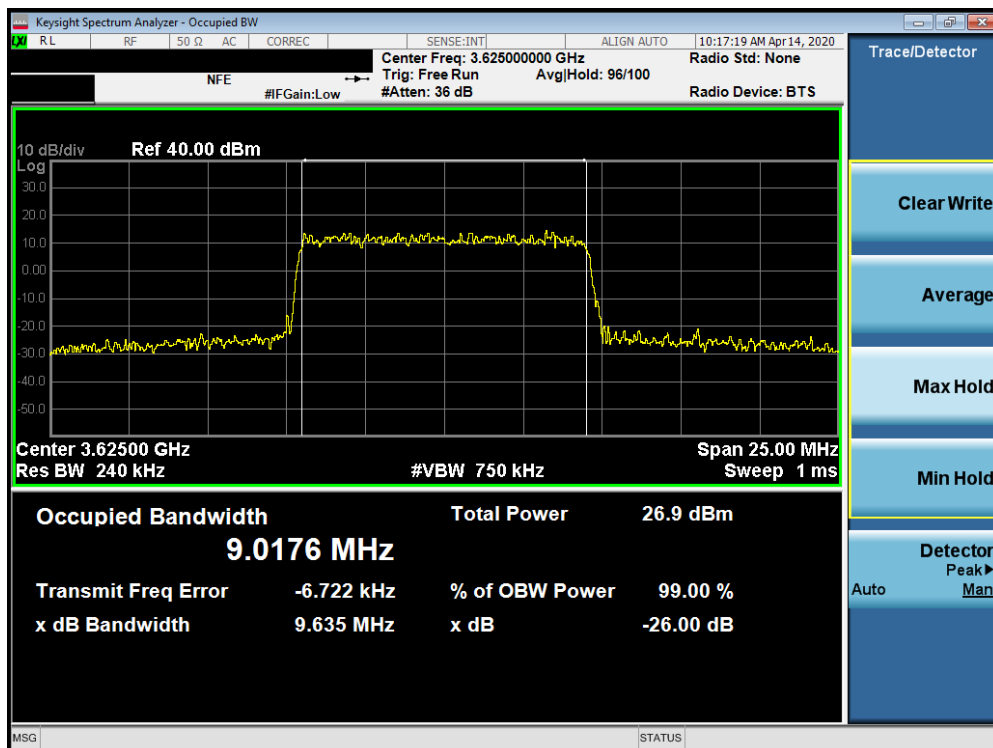 Keysight Spectrum Analyzer - Occupied BW
LXI RL RF 50 Ω AC CORREC SENSE:INT ALIGN AUTO 10:17:19 AM Apr 14, 2020
Center Freq: 3.625000000 GHz Radio Std: None
NFE Trig: Free Run Avg|Hold: 96/100
#IFGain:Low #Atten: 36 dB Radio Device: BTS
10 dB/div Ref 40.00 dBm
Log
30.0
20.0
10.0
0.00
-10.0
-20.0
-30.0
-40.0
-50.0
Center 3.62500 GHz Span 25.00 MHz
Res BW 240 kHz #VBW 750 kHz Sweep 1 ms
Occupied Bandwidth Total Power 26.9 dBm
9.0176 MHz
Transmit Freq Error -6.722 kHz % of OBW Power 99.00 %
x dB Bandwidth 9.635 MHz x dB -26.00 dB
MSG STATUS
Trace/Detector
Clear Write
Average
Max Hold
Min Hold
Detector
Peak▶
Auto Man